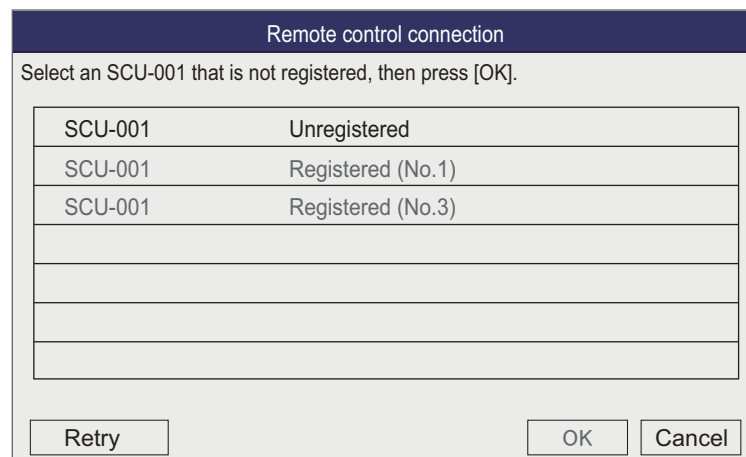 Remote control connection
Select an SCU-001 that is not registered, then press [OK].
SCU-001 Unregistered
SCU-001 Registered (No.1)
SCU-001 Registered (No.3)
Retry OK Cancel